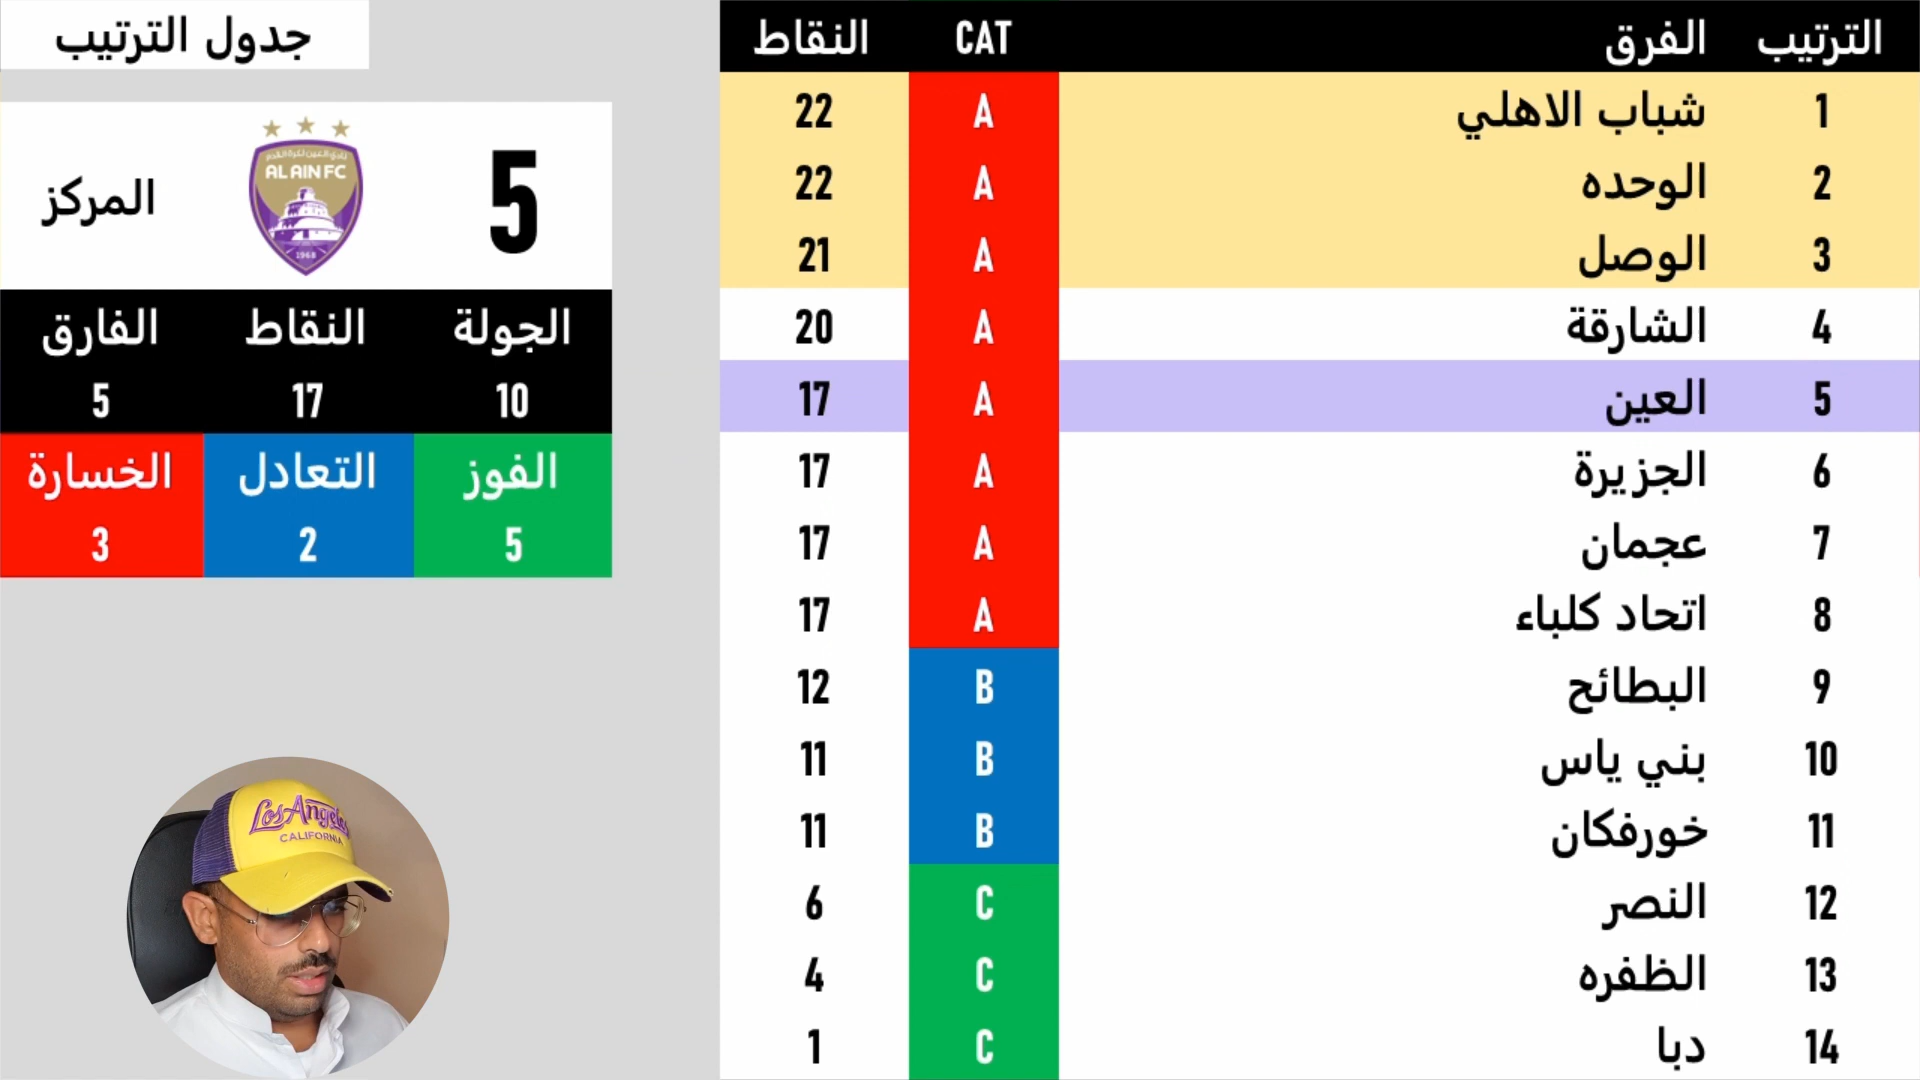 جدول الترتيب
المركز 5
AL AIN FC
1968
الجولة النقاط الفارق
10 17 5
الفوز التعادل الخسارة
5 2 3
Los Angeles
CALIFORNIA
الترتيب الفرق CAT النقاط
1 شباب الاهلي A 22
2 الوحده A 22
3 الوصل A 21
4 الشارقة A 20
5 العين A 17
6 الجزيرة A 17
7 عجمان A 17
8 اتحاد كلباء A 17
9 البطائح B 12
10 بني ياس B 11
11 خورفكان B 11
12 النصر C 6
13 الظفره C 4
14 دبا C 1